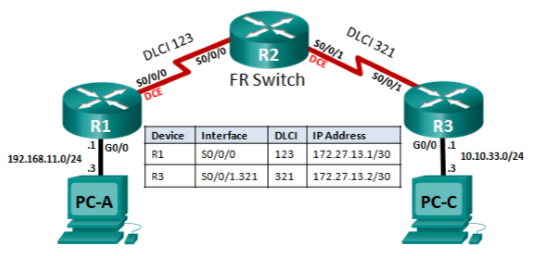 DLCI 123
DLCI 321
R2
S0/0/0
S0/0/1
DCE
FR Switch
S0/0/0
DCE
S0/0/1
R1
R3
G0/0
.1
192.168.11.0/24
.3
PC-A
Device Interface DLCI IP Address
R1 S0/0/0 123 172.27.13.1/30
R3 S0/0/1.321 321 172.27.13.2/30
G0/0
.1
10.10.33.0/24
.3
PC-C